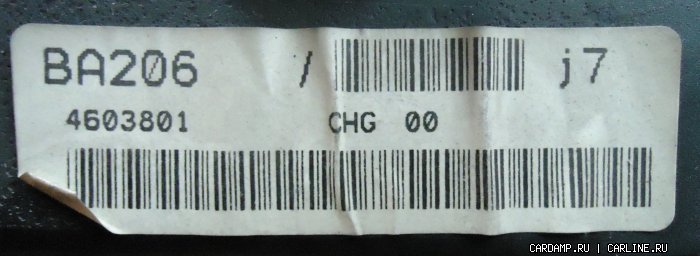 BA206 / j7
4603801 CHG 00
CARDAMP.RU | CARLINE.RU